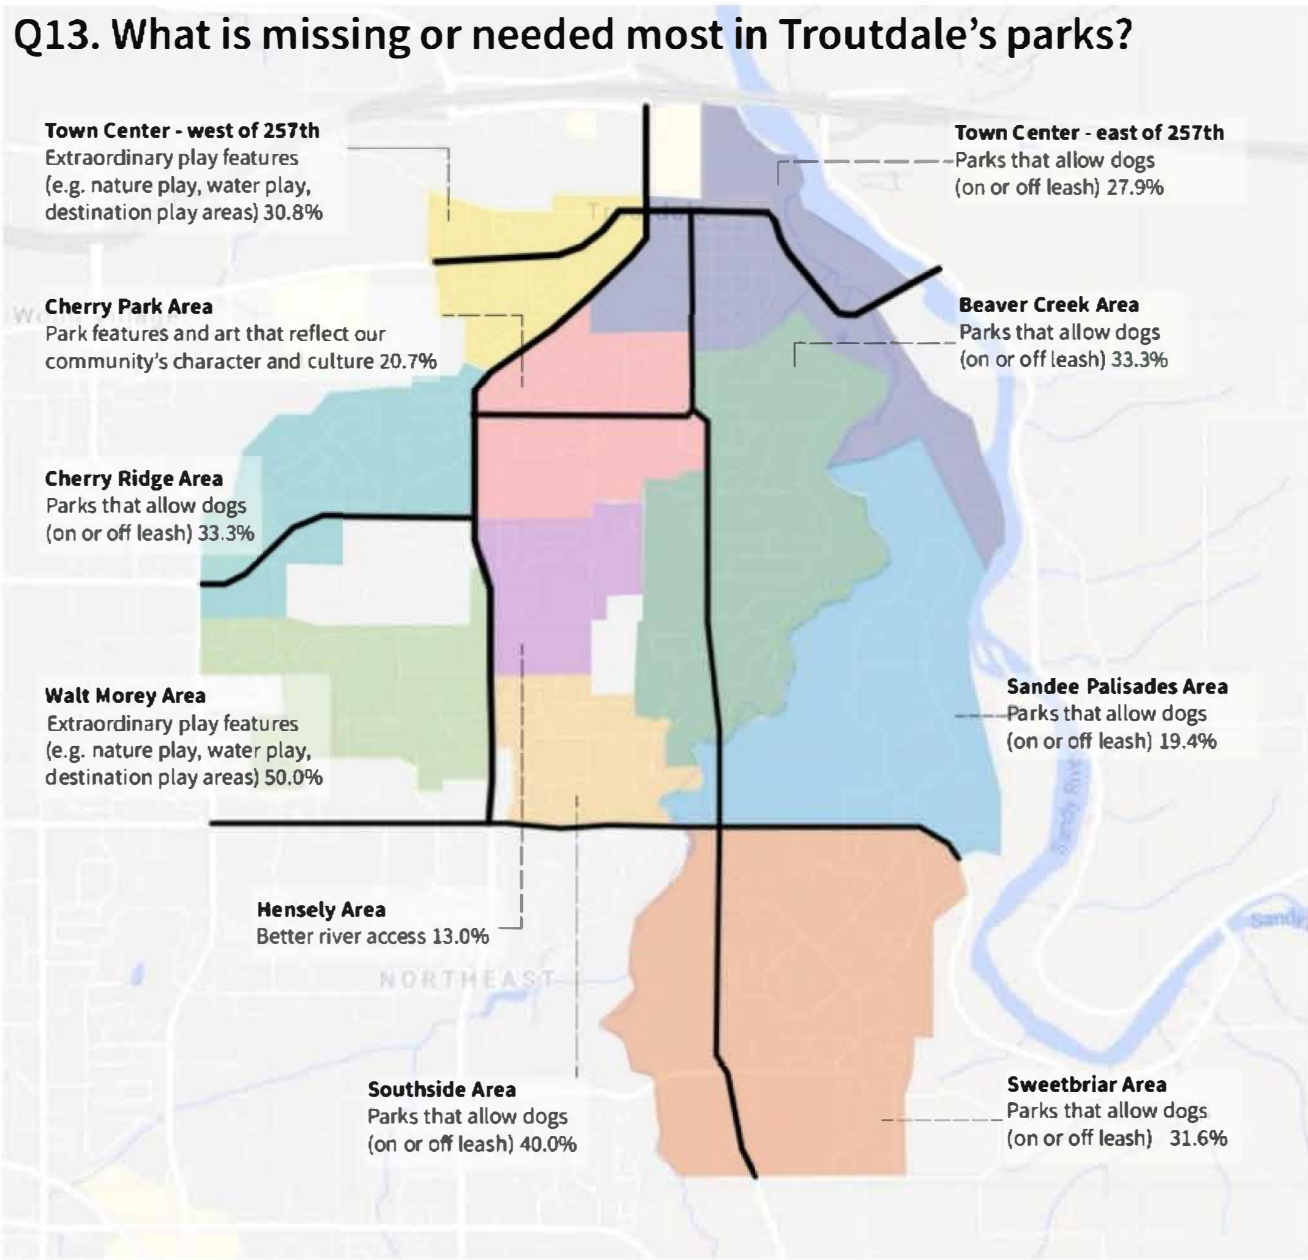 Q13. What is missing or needed most in Troutdale's parks?
Town Center - west of 257th
Extraordinary play features
(e.g. nature play, water play,
destination play areas) 30.8%
Town Center - east of 257th
Parks that allow dogs
(on or off leash) 27.9%
Cherry Park Area
Park features and art that reflect our
community's character and culture 20.7%
Beaver Creek Area
Parks that allow dogs
(on or off leash) 33.3%
Cherry Ridge Area
Parks that allow dogs
(on or off leash) 33.3%
Walt Morey Area
Extraordinary play features
(e.g. nature play, water play,
destination play areas) 50.0%
Sandee Palisades Area
Parks that allow dogs
(on or off leash) 19.4%
Sandy River
Hensely Area
Better river access 13.0%
Sandy
NORTHEAST
Southside Area
Parks that allow dogs
(on or off leash) 40.0%
Sweetbriar Area
Parks that allow dogs
(on or off leash) 31.6%